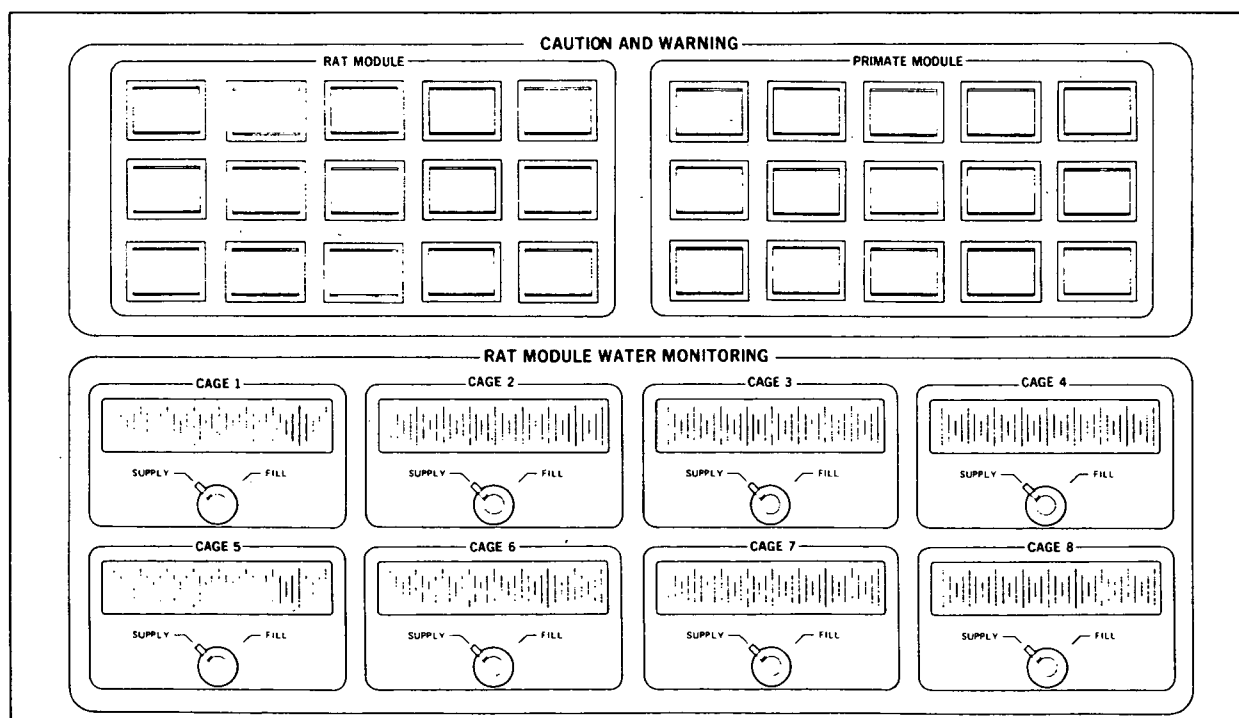 CAUTION AND WARNING
RAT MODULE
PRIMATE MODULE
RAT MODULE WATER MONITORING
CAGE 1
SUPPLY
FILL
CAGE 2
SUPPLY
FILL
CAGE 3
SUPPLY
FILL
CAGE 4
SUPPLY
FILL
CAGE 5
SUPPLY
FILL
CAGE 6
SUPPLY
FILL
CAGE 7
SUPPLY
FILL
CAGE 8
SUPPLY
FILL